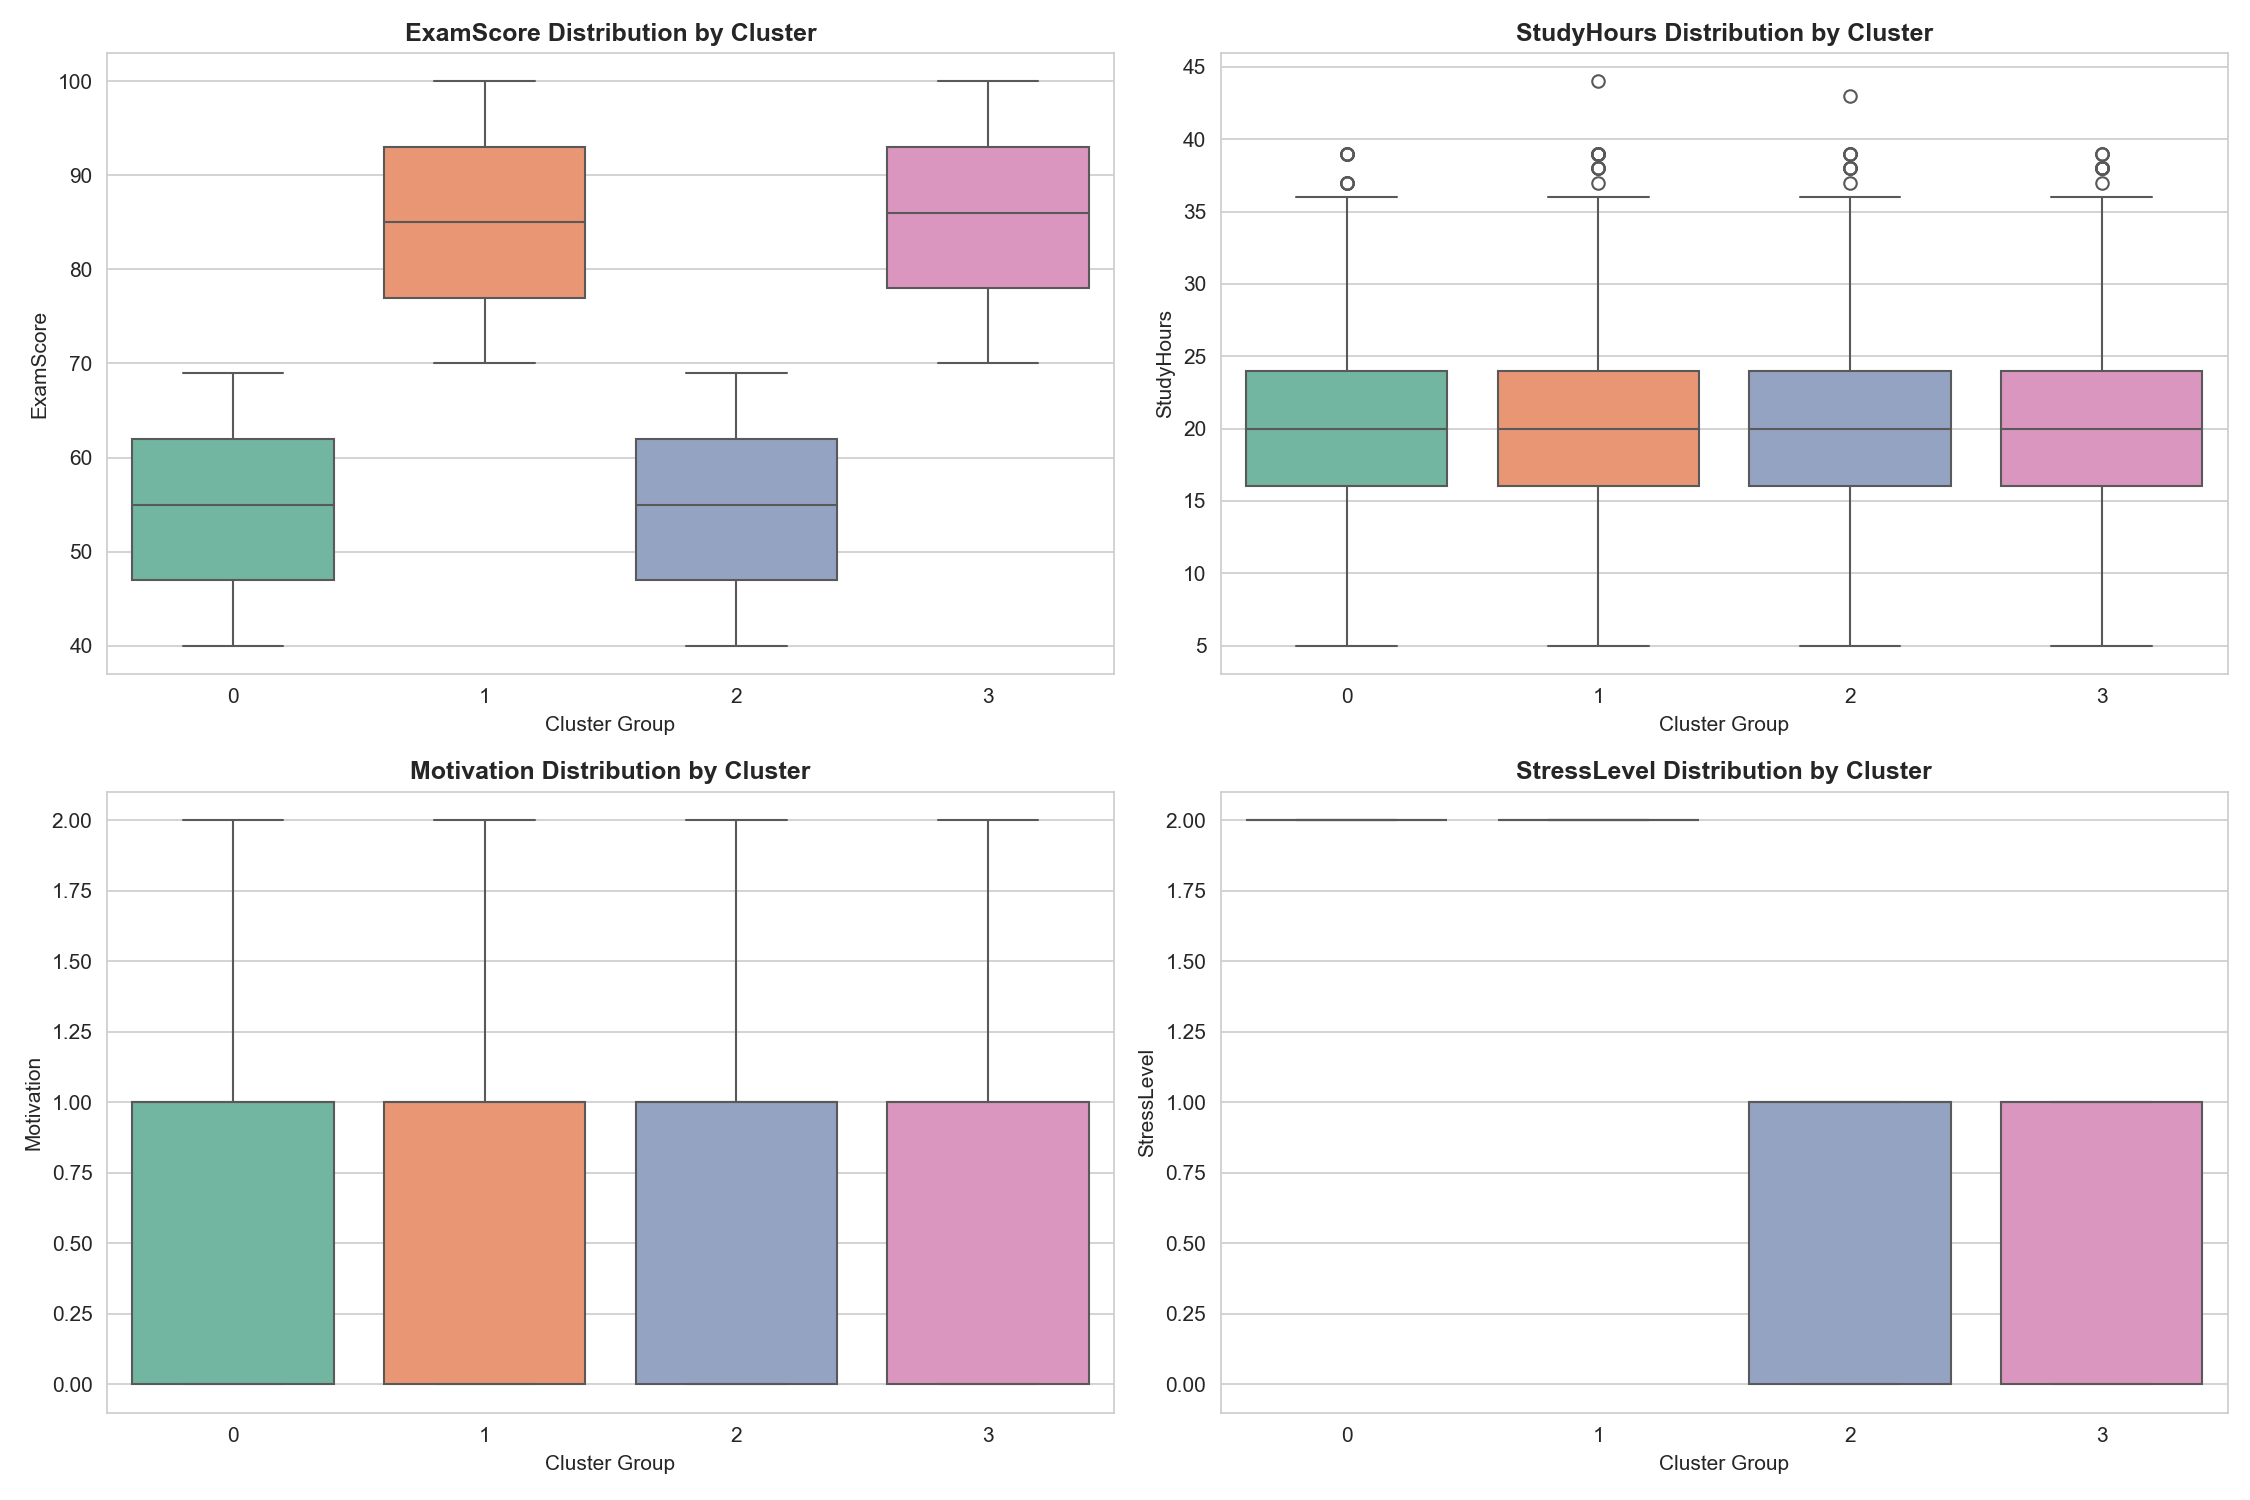 ExamScore Distribution by Cluster
100
90
80
70
60
50
40
ExamScore
0 1 2 3
Cluster Group
StudyHours Distribution by Cluster
45
40
35
30
25
20
15
10
5
StudyHours
0 1 2 3
Cluster Group
Motivation Distribution by Cluster
2.00
1.75
1.50
1.25
1.00
0.75
0.50
0.25
0.00
Motivation
0 1 2 3
Cluster Group
StressLevel Distribution by Cluster
2.00
1.75
1.50
1.25
1.00
0.75
0.50
0.25
0.00
StressLevel
0 1 2 3
Cluster Group